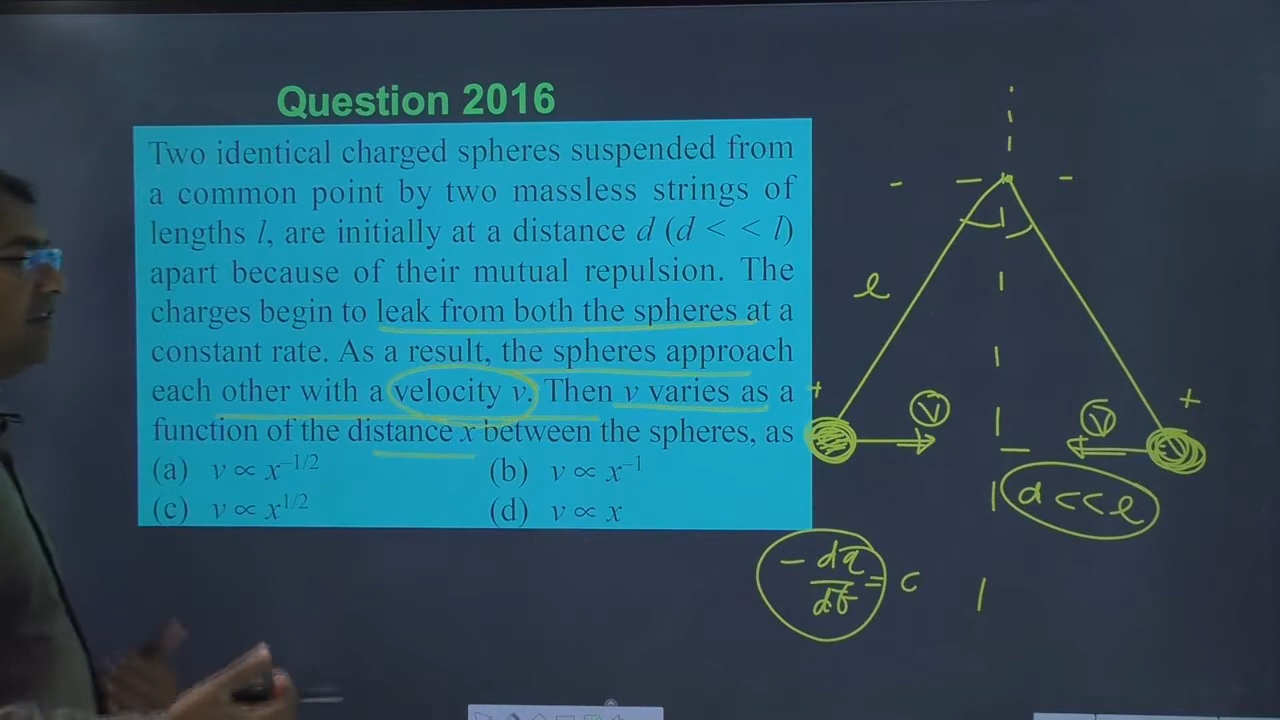 Question 2016
Two identical charged spheres suspended from
a common point by two massless strings of
lengths l, are initially at a distance d (d < < l)
apart because of their mutual repulsion. The
charges begin to leak from both the spheres at a
constant rate. As a result, the spheres approach
each other with a velocity v. Then v varies as a
function of the distance x between the spheres, as
(a) v ∝ x^{-1/2} (b) v ∝ x^{-1}
(c) v ∝ x^{1/2} (d) v ∝ x
l
+ +
v v
d << l
- dq/dt = c